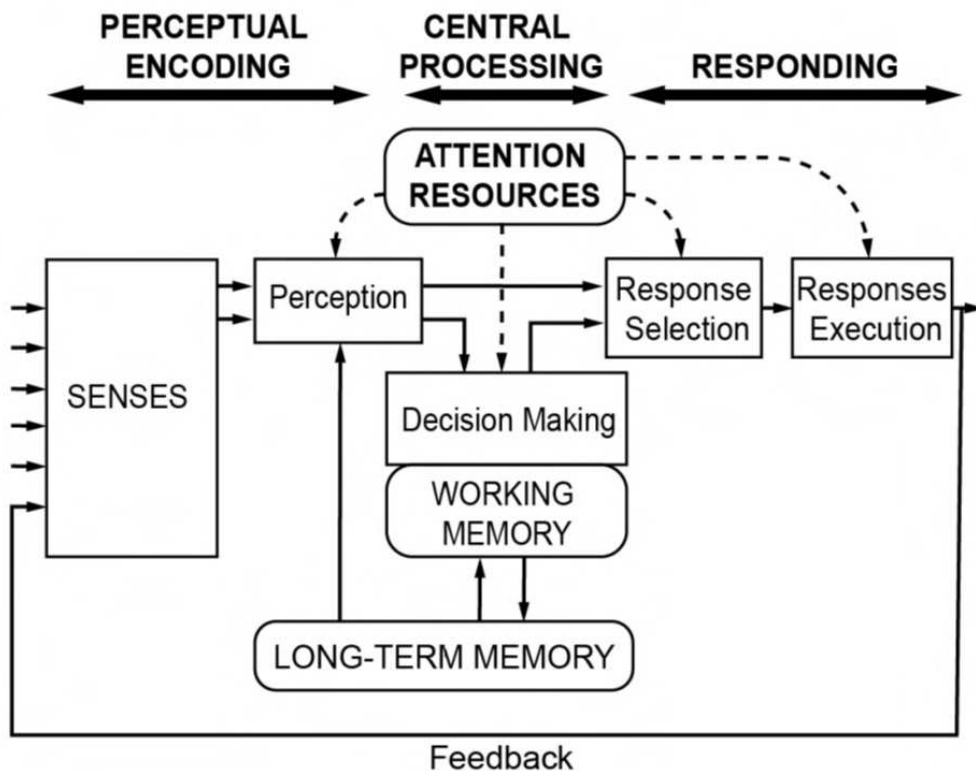 PERCEPTUAL
ENCODING
CENTRAL
PROCESSING
RESPONDING
ATTENTION
RESOURCES
SENSES
Perception
Response
Selection
Responses
Execution
Decision Making
WORKING
MEMORY
LONG-TERM MEMORY
Feedback